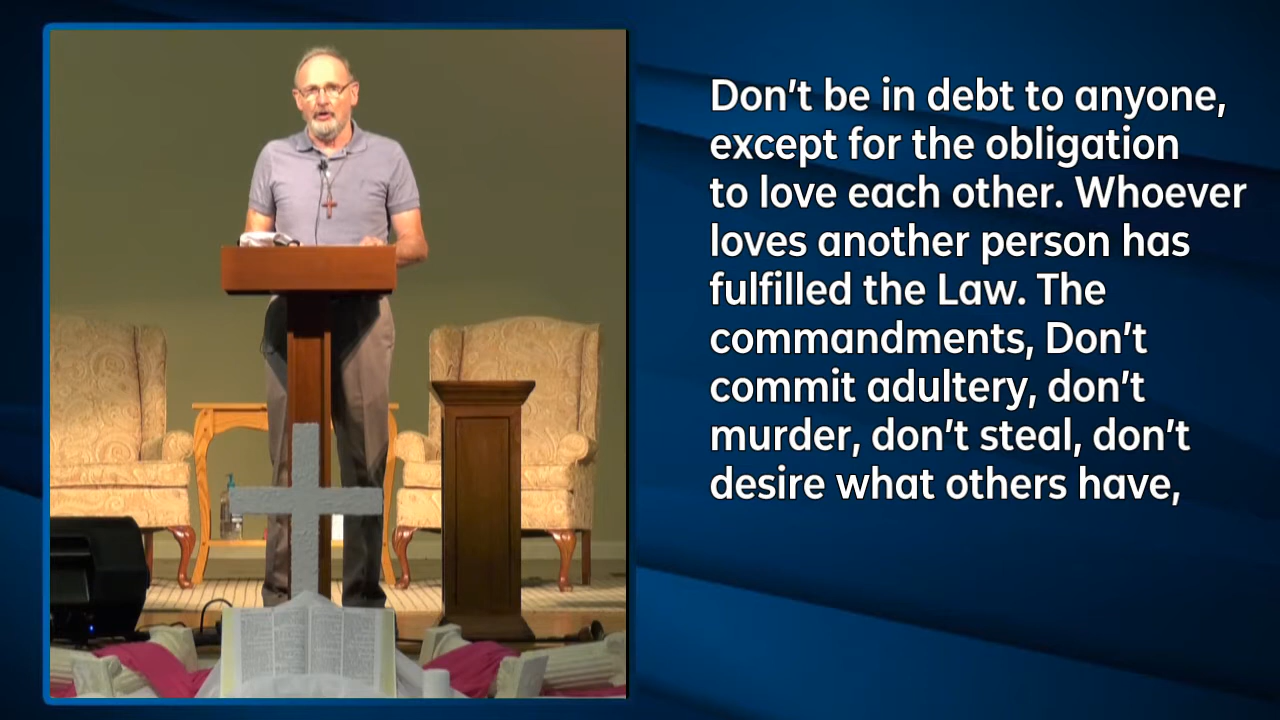 Don't be in debt to anyone,
except for the obligation
to love each other. Whoever
loves another person has
fulfilled the Law. The
commandments, Don't
commit adultery, don't
murder, don't steal, don't
desire what others have,